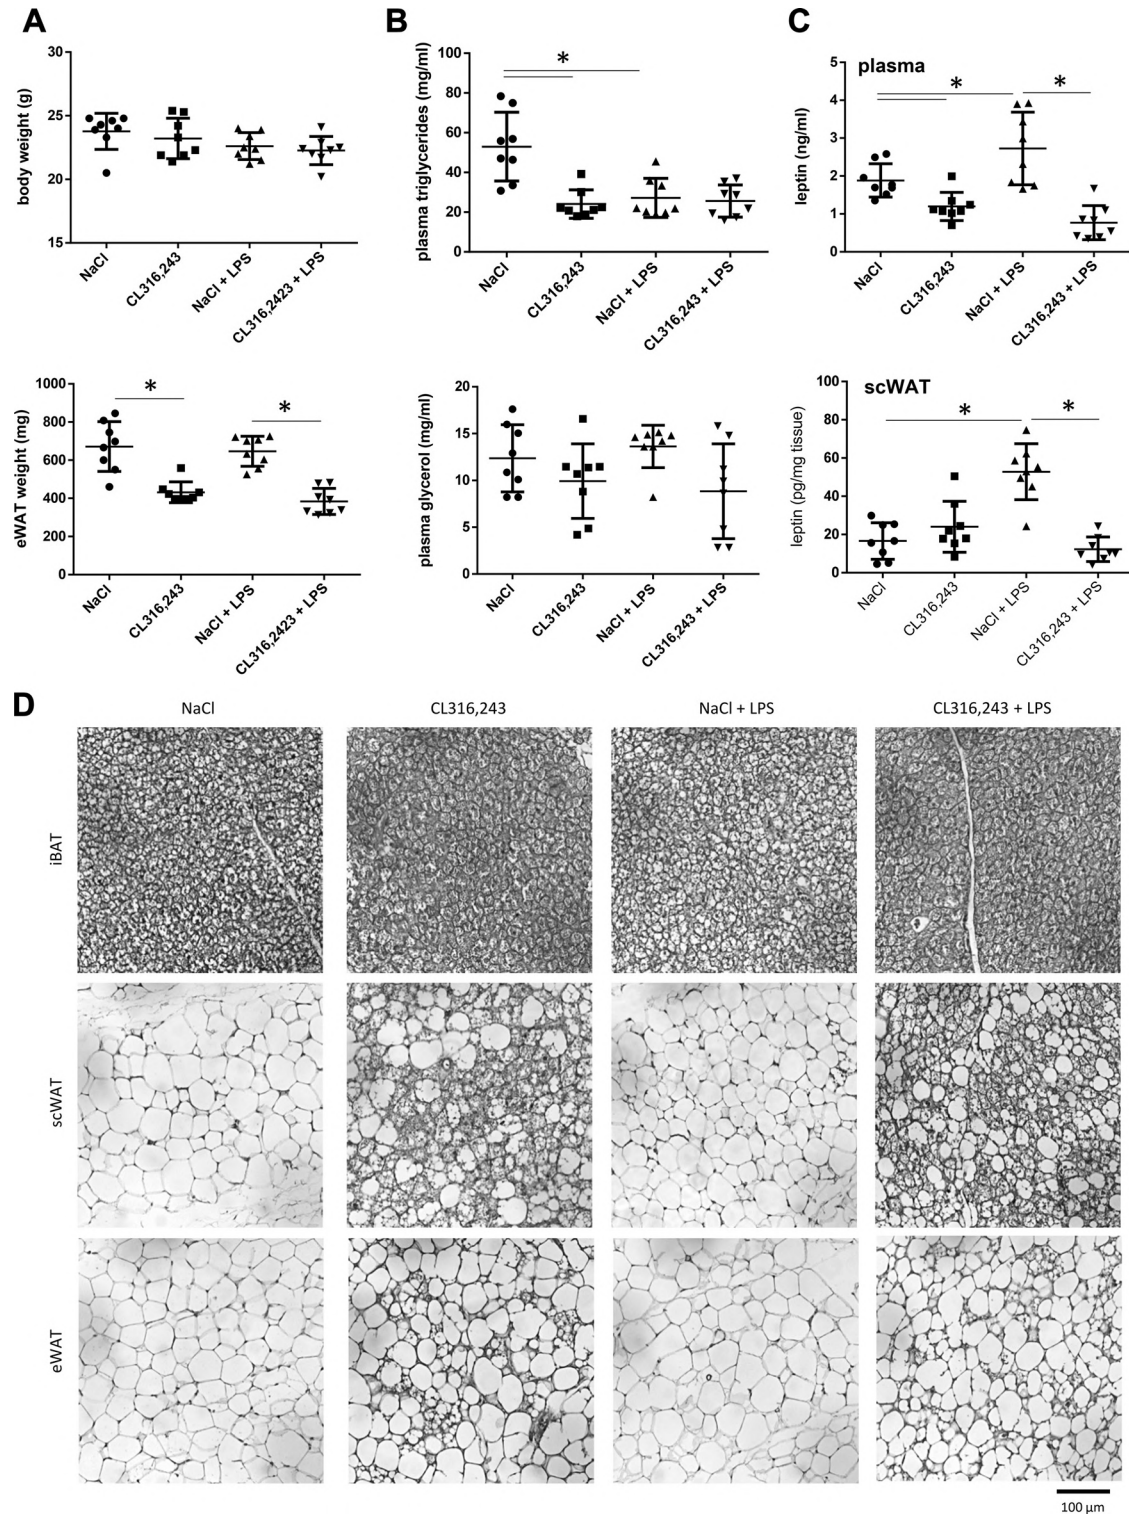 A
B
C
body weight (g)
30
25
20
15
NaCl
CL316,243
NaCl + LPS
CL316,2423 + LPS
plasma triglycerides (mg/ml)
100
80
60
40
20
0
*
NaCl
CL316,243
NaCl + LPS
CL316,243 + LPS
plasma
leptin (ng/ml)
5
4
3
2
1
0
*
*
NaCl
CL316,243
NaCl + LPS
CL316,243 + LPS
eWAT weight (mg)
1000
800
600
400
200
0
*
*
NaCl
CL316,243
NaCl + LPS
CL316,2423 + LPS
plasma glycerol (mg/ml)
20
15
10
5
0
NaCl
CL316,243
NaCl + LPS
CL316,243 + LPS
scWAT
leptin (pg/mg tissue)
100
80
60
40
20
0
*
*
NaCl
CL316,243
NaCl + LPS
CL316,243 + LPS
D
NaCl
CL316,243
NaCl + LPS
CL316,243 + LPS
iBAT
scWAT
eWAT
100 µm